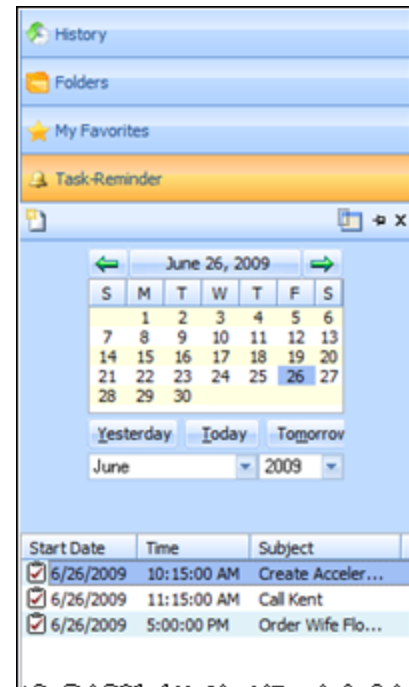 History
Folders
My Favorites
Task-Reminder
x
June 26, 2009
S M T W T F S
1 2 3 4 5 6
7 8 9 10 11 12 13
14 15 16 17 18 19 20
21 22 23 24 25 26 27
28 29 30
Yesterday Today Tomorrow
June 2009
Start Date Time Subject
6/26/2009 10:15:00 AM Create Acceler...
6/26/2009 11:15:00 AM Call Kent
6/26/2009 5:00:00 PM Order Wife Flo...